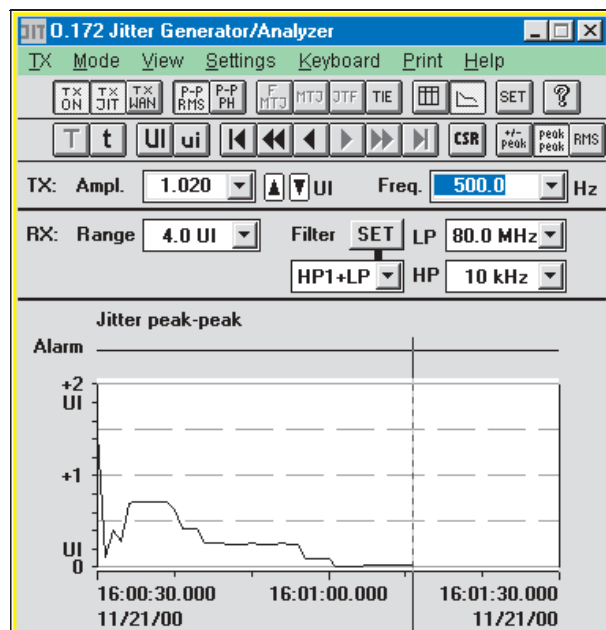 JIT O.172 Jitter Generator/Analyzer
TX Mode View Settings Keyboard Print Help
TX ON TX JIT TX WAN P-P RMS P-P PH F MTJ MTJ JTF TIE SET ?
T t UI ui CSR +/- peak peak peak RMS
TX: Ampl. 1.020 UI Freq. 500.0 Hz
RX: Range 4.0 UI Filter SET LP 80.0 MHz
HP1+LP HP 10 kHz
Jitter peak-peak
Alarm
+2
UI
+1
UI
0
16:00:30.000 16:01:00.000 16:01:30.000
11/21/00 11/21/00